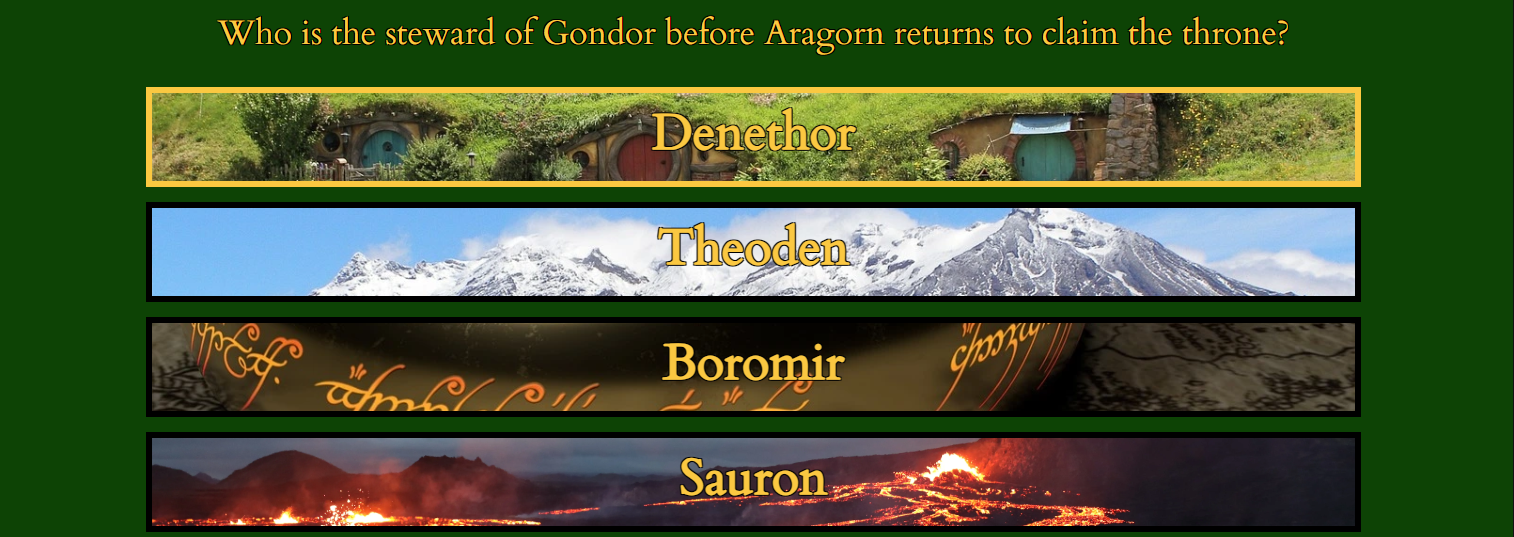 Who is the steward of Gondor before Aragorn returns to claim the throne?
Denethor
Theoden
Boromir
Sauron